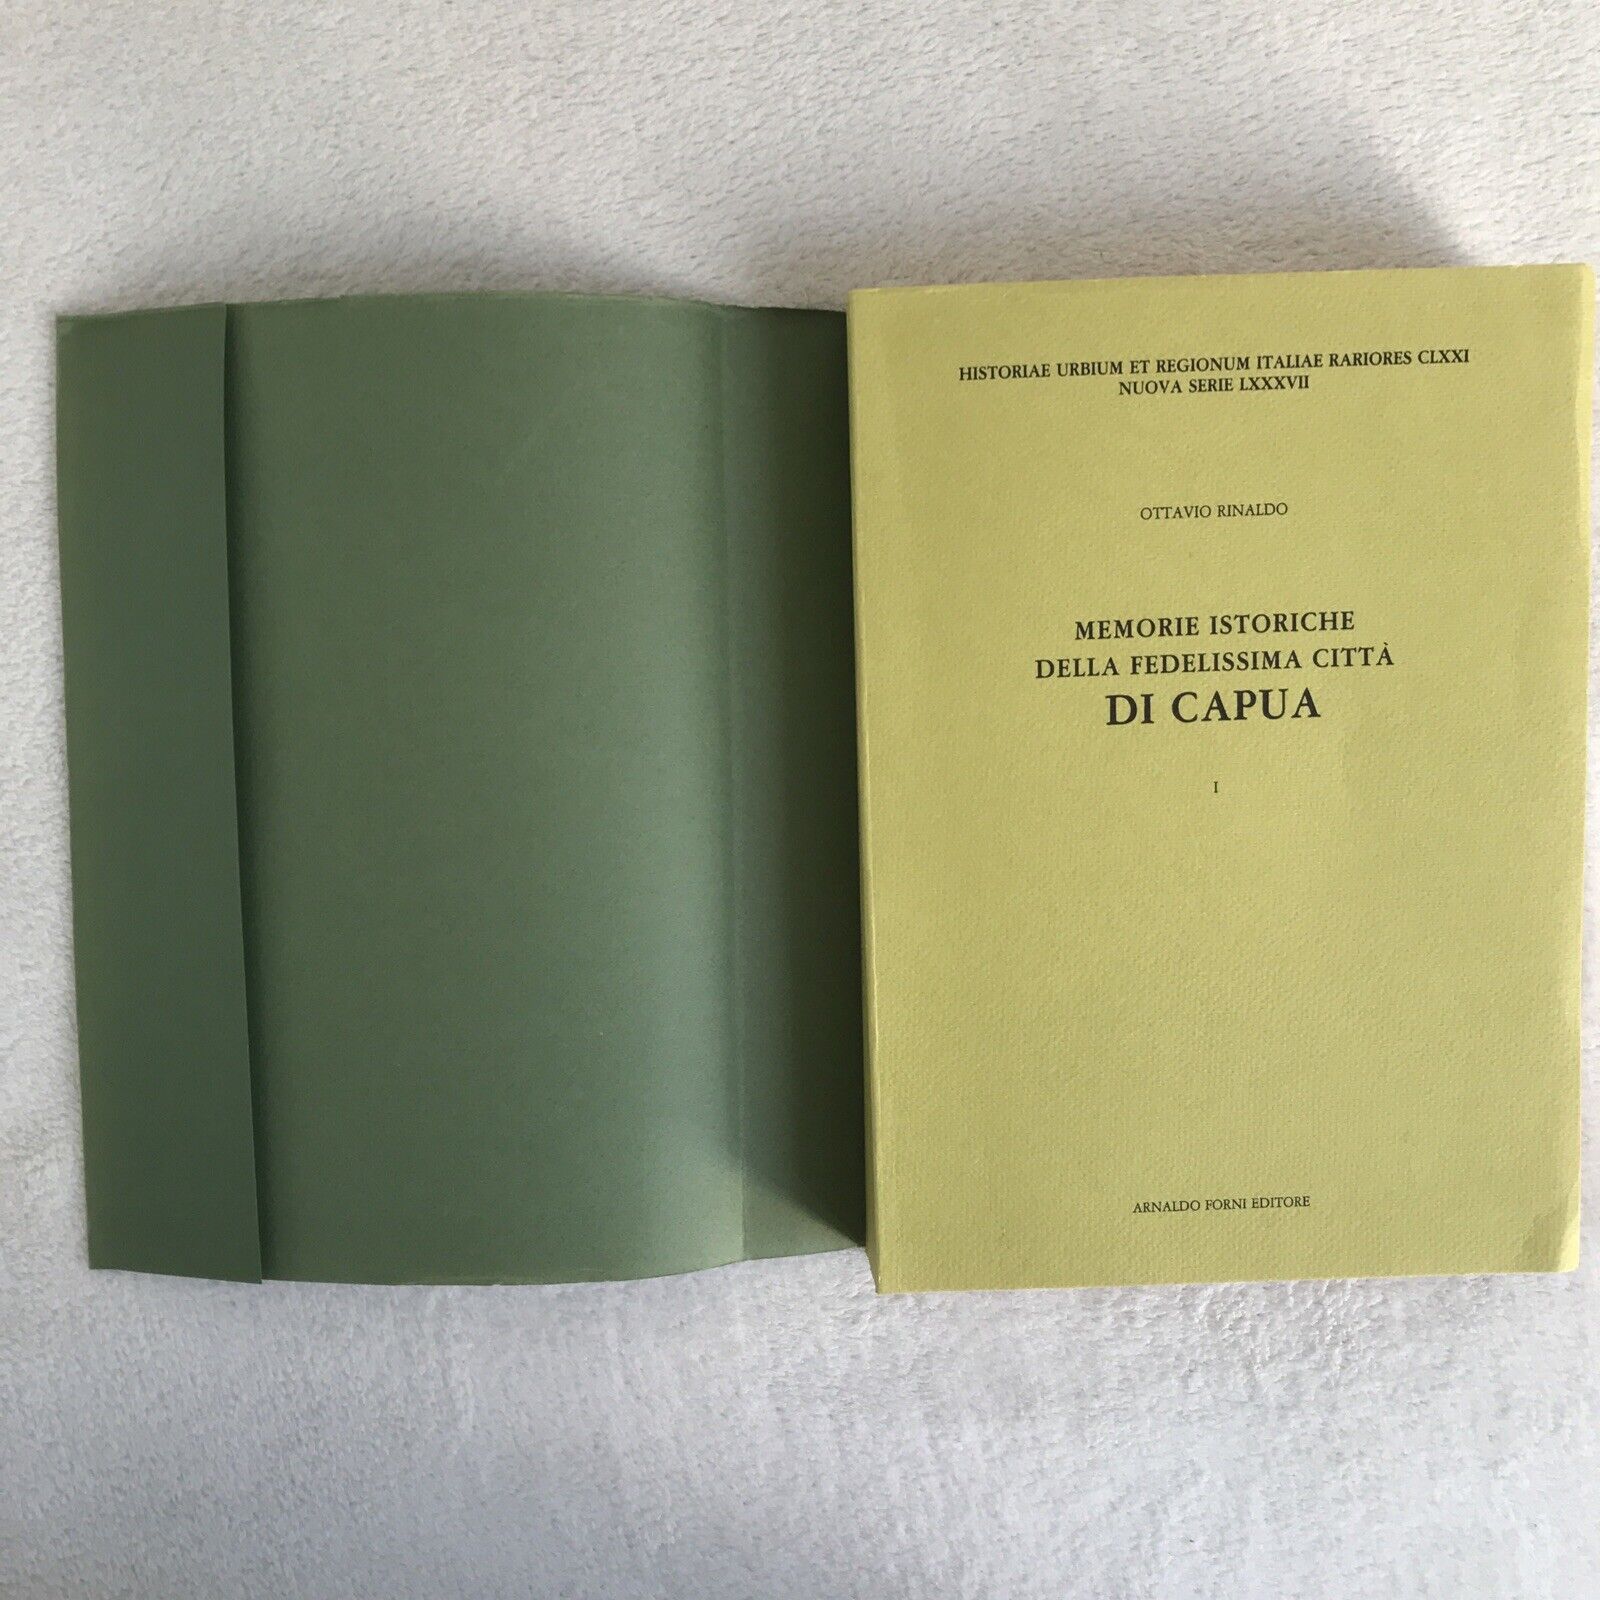 HISTORIAE URBIUM ET REGIONUM ITALIAE RARIORES CLXXI
NUOVA SERIE LXXXVII
OTTAVIO RINALDO
MEMORIE ISTORICHE
DELLA FEDELISSIMA CITTÀ
DI CAPUA
I
ARNALDO FORNI EDITORE